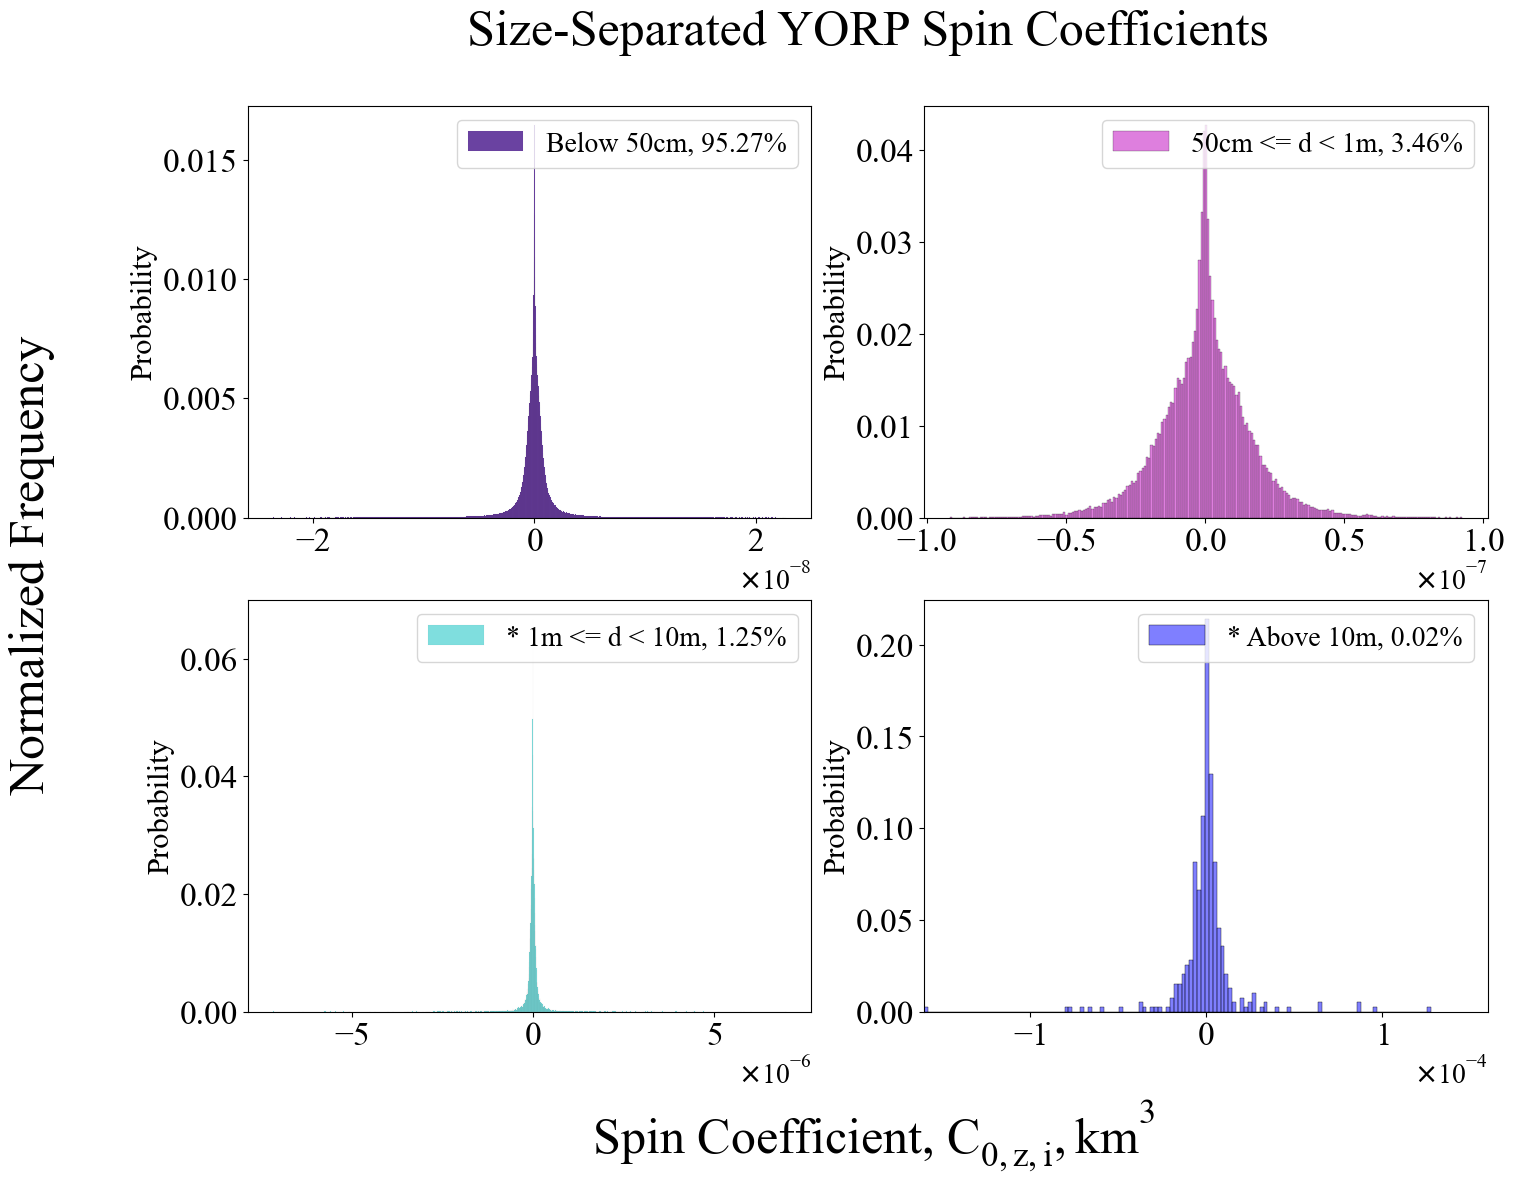 Size-Separated YORP Spin Coefficients
Normalized Frequency
Probability
0.015
0.010
0.005
0.000
Below 50cm, 95.27%
−2 0 2
×10⁻⁸
Probability
0.04
0.03
0.02
0.01
0.00
50cm <= d < 1m, 3.46%
−1.0 −0.5 0.0 0.5 1.0
×10⁻⁷
Probability
0.06
0.04
0.02
0.00
* 1m <= d < 10m, 1.25%
−5 0 5
×10⁻⁶
Probability
0.20
0.15
0.10
0.05
0.00
* Above 10m, 0.02%
−1 0 1
×10⁻⁴
Spin Coefficient, C₀,z,i, km³